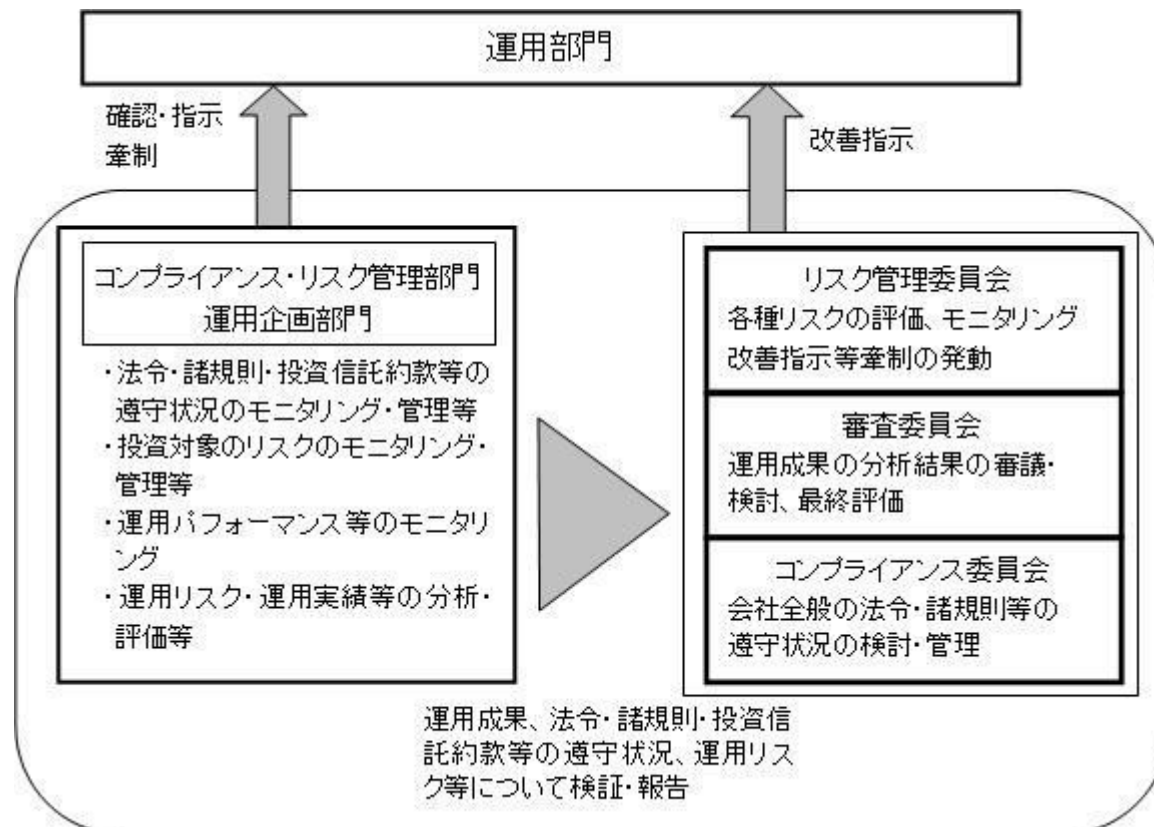 運用部門
確認・指示
牽制
改善指示
コンプライアンス・リスク管理部門
運用企画部門
・法令・諸規則・投資信託約款等の
遵守状況のモニタリング・管理等
・投資対象のリスクのモニタリング・
管理等
・運用パフォーマンス等のモニタリ
ング
・運用リスク・運用実績等の分析・
評価等
リスク管理委員会
各種リスクの評価、モニタリング
改善指示等牽制の発動
審査委員会
運用成果の分析結果の審議・
検討、最終評価
コンプライアンス委員会
会社全般の法令・諸規則等の
遵守状況の検討・管理
運用成果、法令・諸規則・投資信
託約款等の遵守状況、運用リス
ク等について検証・報告